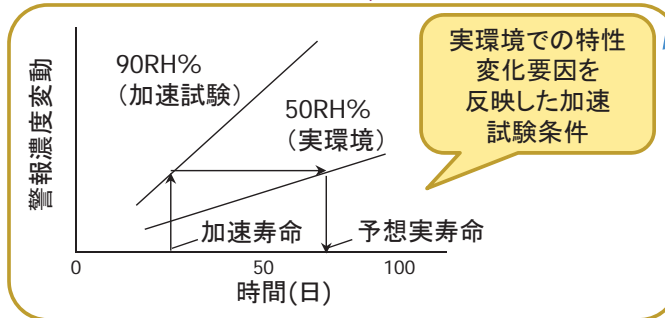 実環境での特性
変化要因を
反映した加速
試験条件
90RH%
(加速試験)
50RH%
(実環境)
警報濃度変動
加速寿命
予想実寿命
0
50
100
時間(日)